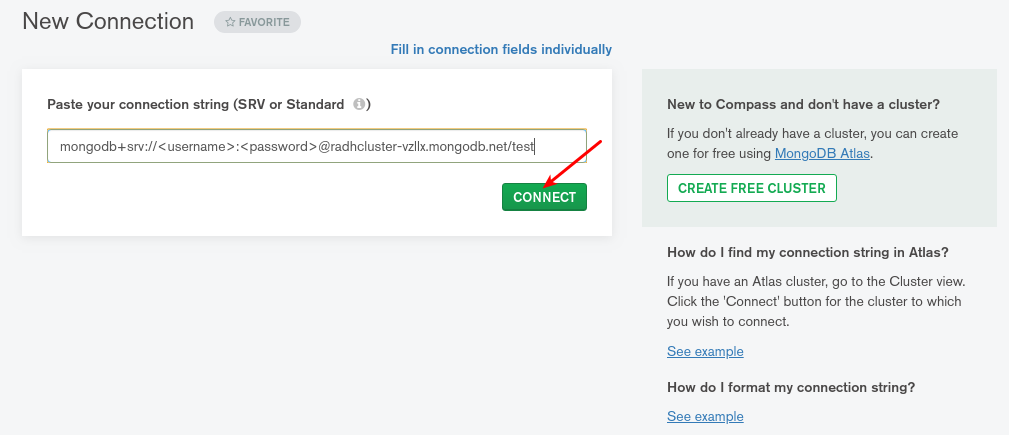 New Connection
FAVORITE
Fill in connection fields individually
Paste your connection string (SRV or Standard i)
mongodb+srv://<username>:<password>@radhcluster-vzllx.mongodb.net/test
CONNECT
New to Compass and don't have a cluster?
If you don't already have a cluster, you can create
one for free using MongoDB Atlas.
CREATE FREE CLUSTER
How do I find my connection string in Atlas?
If you have an Atlas cluster, go to the Cluster view.
Click the 'Connect' button for the cluster to which
you wish to connect.
See example
How do I format my connection string?
See example